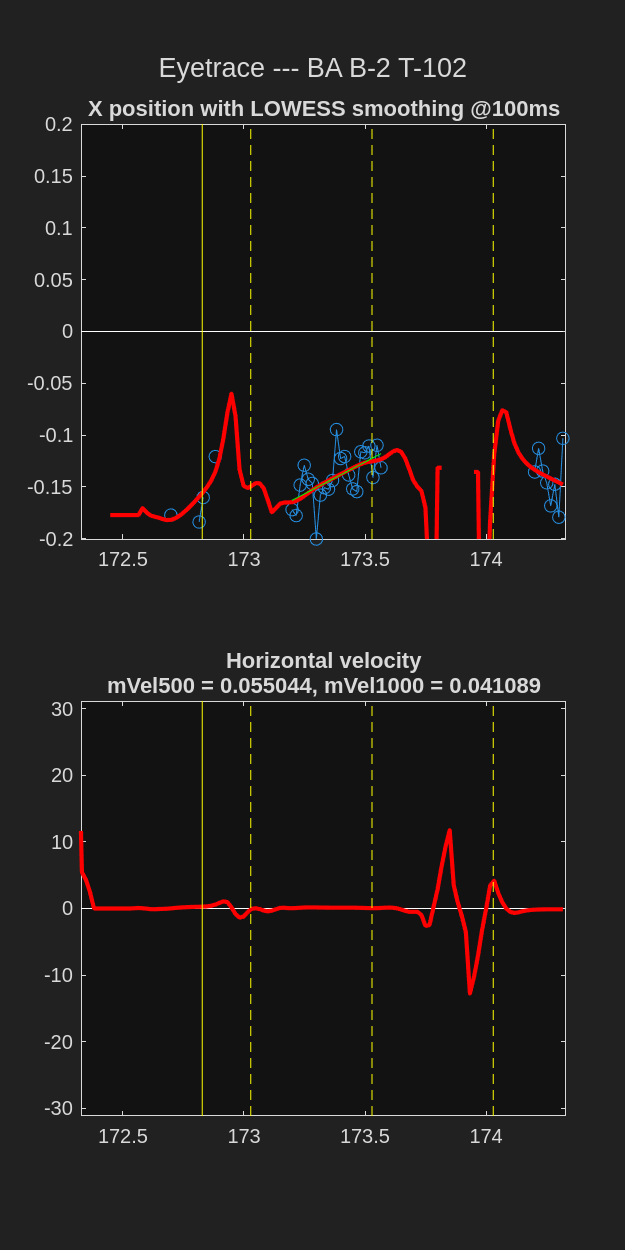 Eyetrace --- BA B-2 T-102
X position with LOWESS smoothing @100ms
0.2
0.15
0.1
0.05
0
-0.05
-0.1
-0.15
-0.2
172.5 173 173.5 174
Horizontal velocity
mVel500 = 0.055044, mVel1000 = 0.041089
30
20
10
0
-10
-20
-30
172.5 173 173.5 174